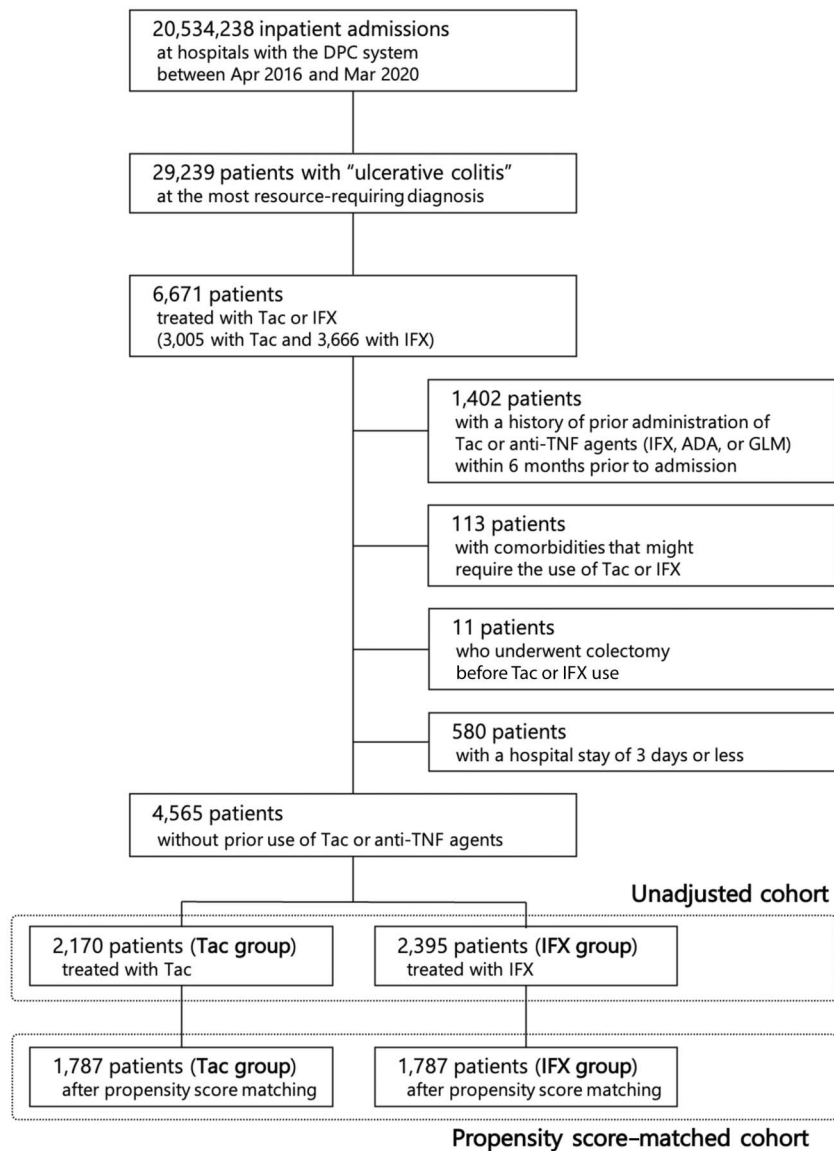 20,534,238 inpatient admissions
at hospitals with the DPC system
between Apr 2016 and Mar 2020
29,239 patients with “ulcerative colitis”
at the most resource-requiring diagnosis
6,671 patients
treated with Tac or IFX
(3,005 with Tac and 3,666 with IFX)
1,402 patients
with a history of prior administration of
Tac or anti-TNF agents (IFX, ADA, or GLM)
within 6 months prior to admission
113 patients
with comorbidities that might
require the use of Tac or IFX
11 patients
who underwent colectomy
before Tac or IFX use
580 patients
with a hospital stay of 3 days or less
4,565 patients
without prior use of Tac or anti-TNF agents
Unadjusted cohort
2,170 patients (Tac group)
treated with Tac
2,395 patients (IFX group)
treated with IFX
1,787 patients (Tac group)
after propensity score matching
1,787 patients (IFX group)
after propensity score matching
Propensity score–matched cohort